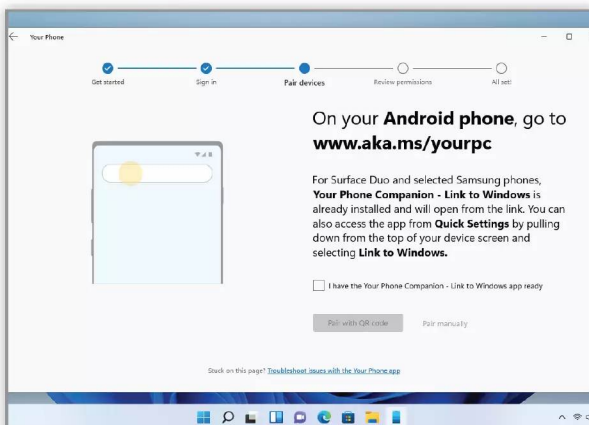 Your Phone
Get started
Sign in
Pair devices
Review permissions
All set!
On your Android phone, go to
www.aka.ms/yourpc
For Surface Duo and selected Samsung phones,
Your Phone Companion - Link to Windows is
already installed and will open from the link. You can
also access the app from Quick Settings by pulling
down from the top of your device screen and
selecting Link to Windows.
I have the Your Phone Companion - Link to Windows app ready
Pair with QR code
Pair manually
Stuck on this page? Troubleshoot issues with the Your Phone app